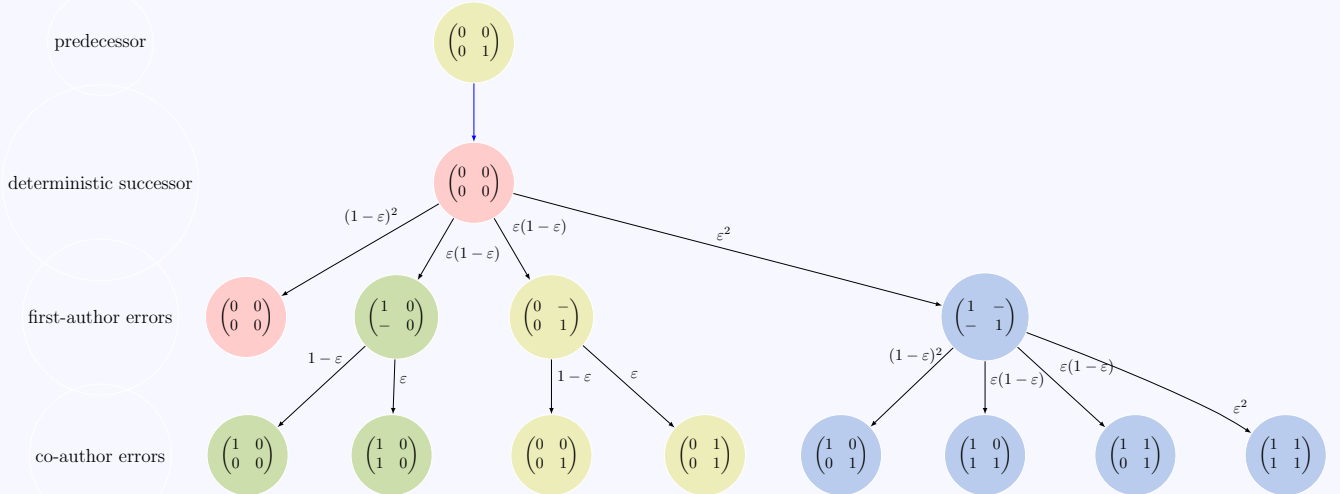 predecessor
(0 0
0 1)
deterministic successor
(0 0
0 0)
(1 − ε)²
ε(1 − ε)
ε(1 − ε)
ε²
first-author errors
(0 0
0 0)
(1 0
− 0)
(0 −
0 1)
(1 −
− 1)
1 − ε
ε
1 − ε
ε
(1 − ε)²
ε(1 − ε)
ε(1 − ε)
ε²
co-author errors
(1 0
0 0)
(1 0
1 0)
(0 0
0 1)
(0 1
0 1)
(1 0
0 1)
(1 0
1 1)
(1 1
0 1)
(1 1
1 1)